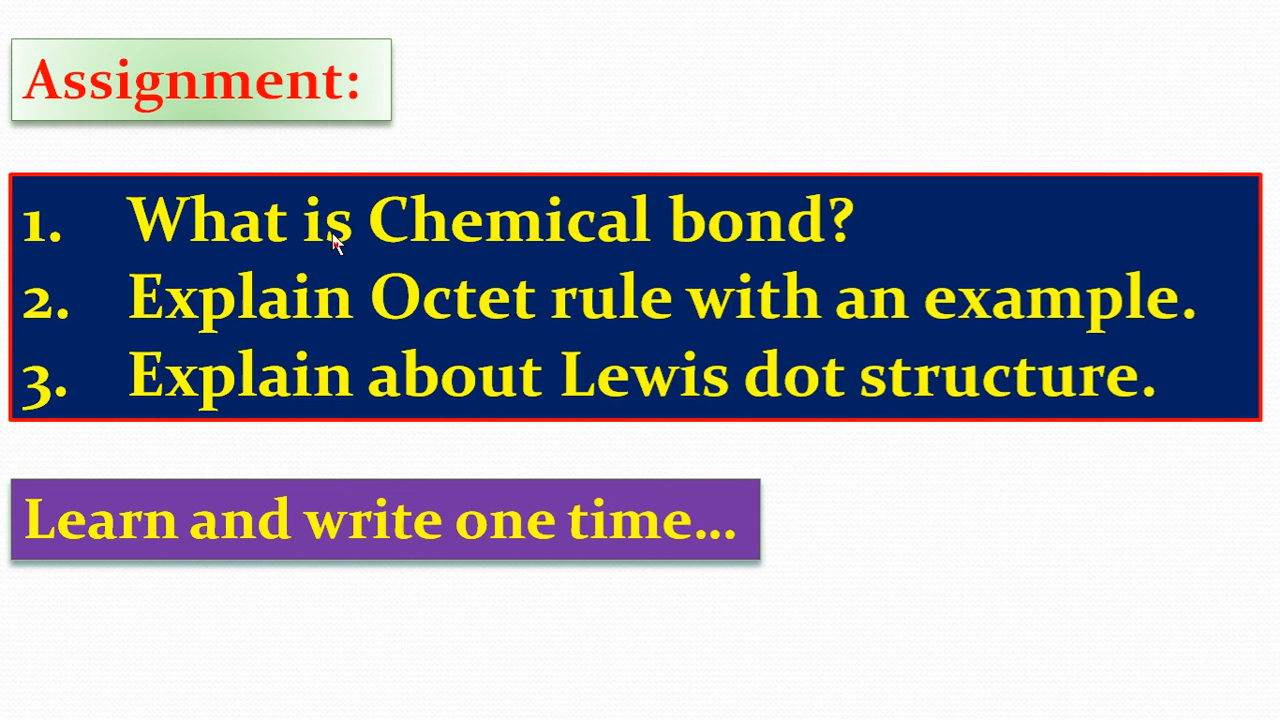 Assignment:
1. What is Chemical bond?
2. Explain Octet rule with an example.
3. Explain about Lewis dot structure.
Learn and write one time...